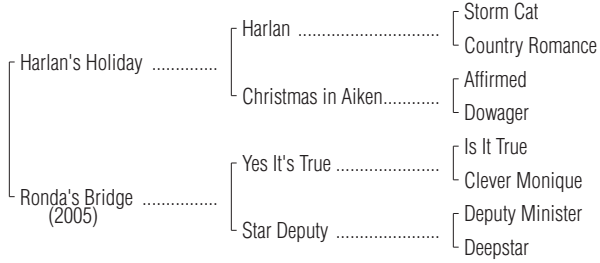 Storm Cat
Harlan ................................
Country Romance
Harlan's Holiday ..............
Affirmed
Christmas in Aiken............
Dowager
Is It True
Yes It's True ......................
Clever Monique
Ronda's Bridge ................
(2005)
Deputy Minister
Star Deputy ......................
Deepstar